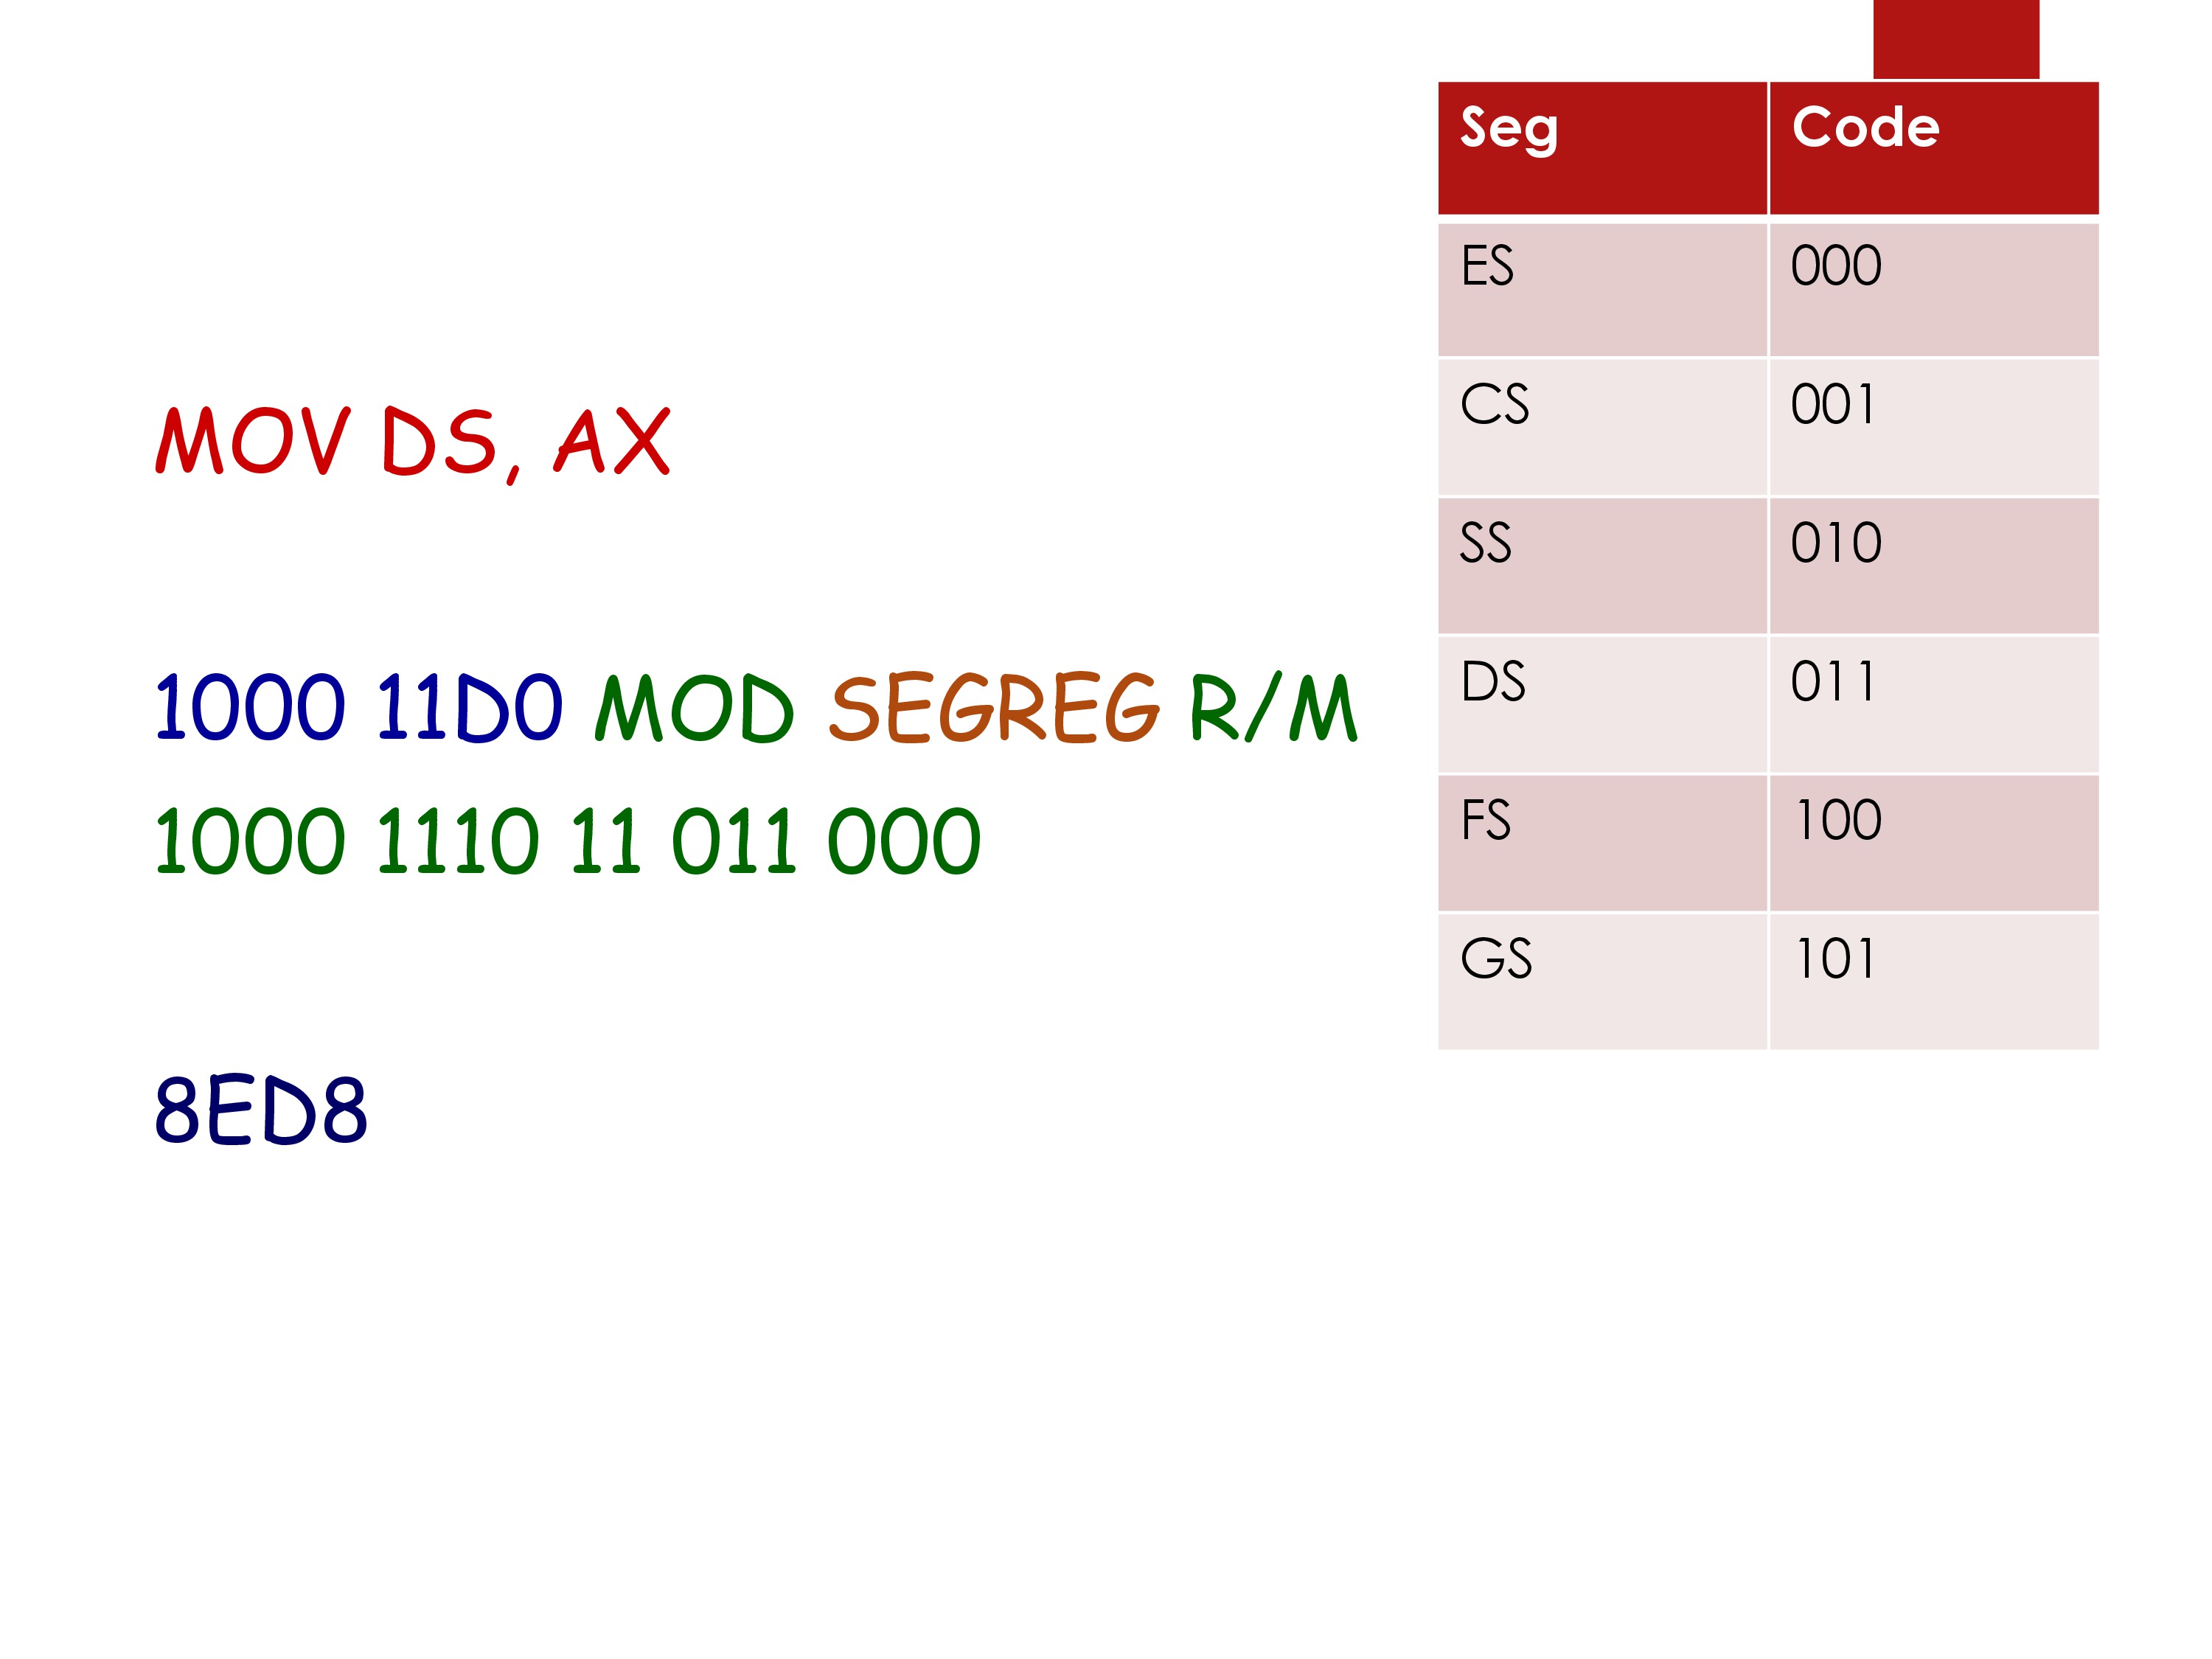 MOV DS, AX
1000 11D0 MOD SEGREG R/M
1000 1110 11 011 000
8ED8
Seg Code
ES 000
CS 001
SS 010
DS 011
FS 100
GS 101